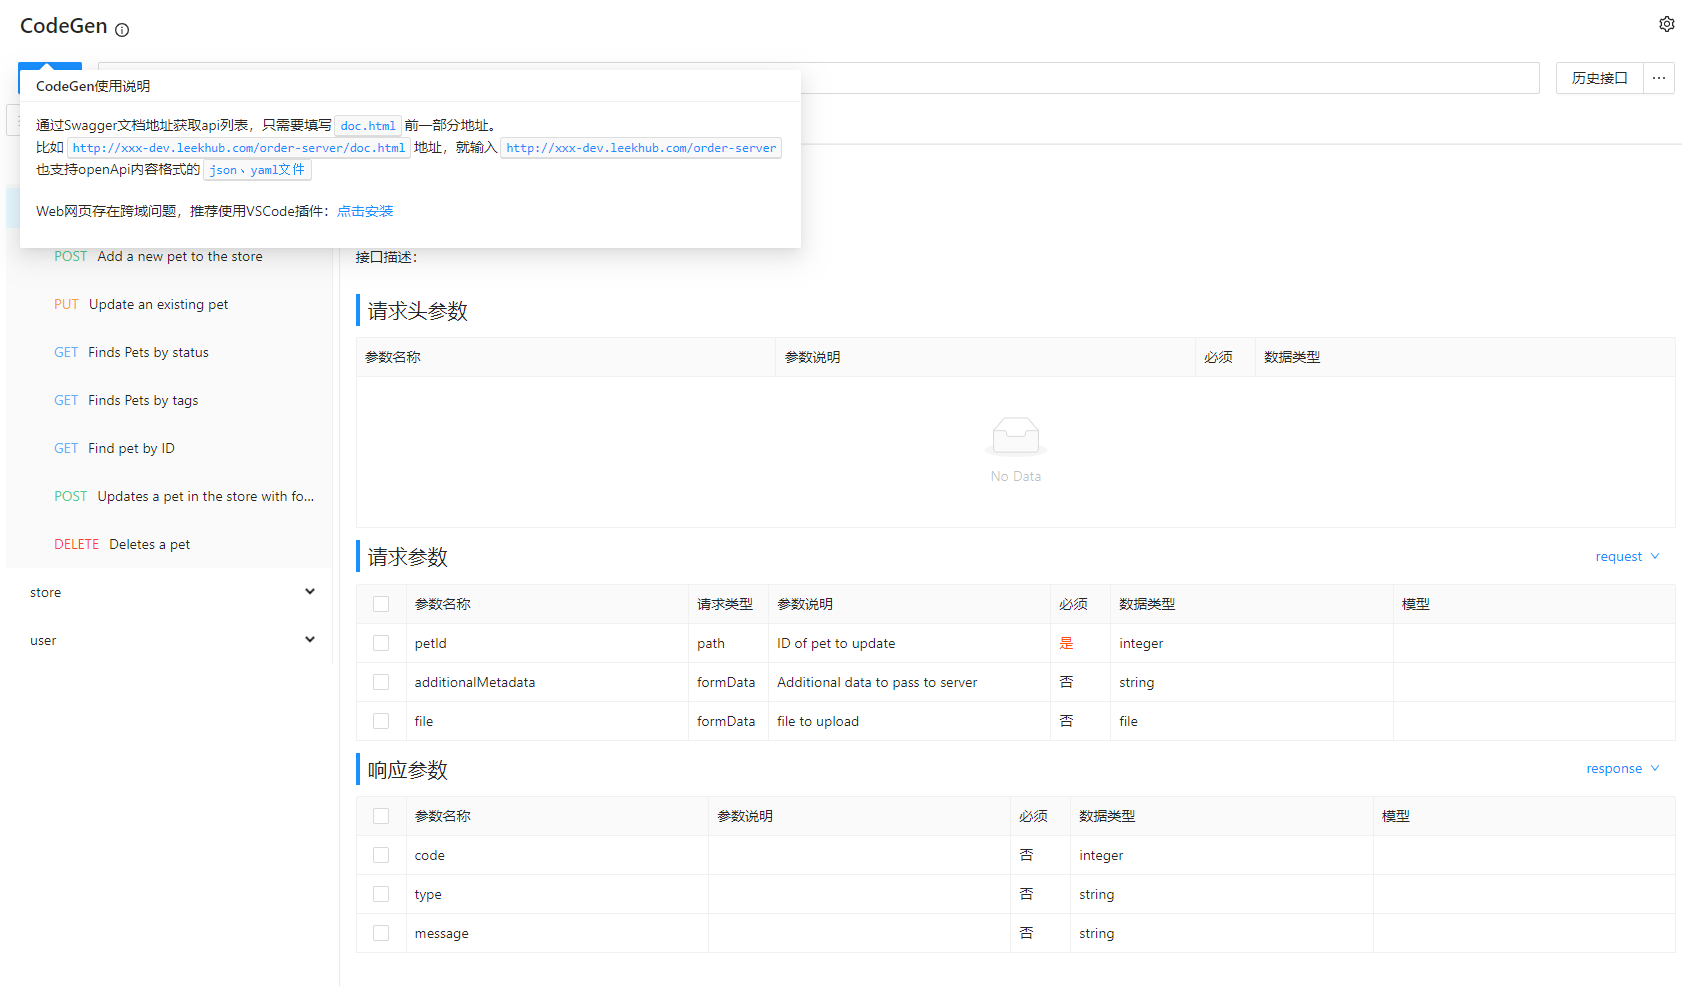 CodeGen
CodeGen使用说明
通过Swagger文档地址获取api列表，只需要填写 doc.html 前一部分地址。
比如 http://xxx-dev.leekhub.com/order-server/doc.html 地址，就输入 http://xxx-dev.leekhub.com/order-server
也支持openApi内容格式的 json、yaml文件
Web网页存在跨域问题，推荐使用VSCode插件：点击安装
历史接口 ···
POST Add a new pet to the store
PUT Update an existing pet
GET Finds Pets by status
GET Finds Pets by tags
GET Find pet by ID
POST Updates a pet in the store with fo...
DELETE Deletes a pet
store
user
接口描述：
请求头参数
参数名称 参数说明 必须 数据类型
No Data
请求参数 request
参数名称 请求类型 参数说明 必须 数据类型 模型
petId path ID of pet to update 是 integer
additionalMetadata formData Additional data to pass to server 否 string
file formData file to upload 否 file
响应参数 response
参数名称 参数说明 必须 数据类型 模型
code 否 integer
type 否 string
message 否 string